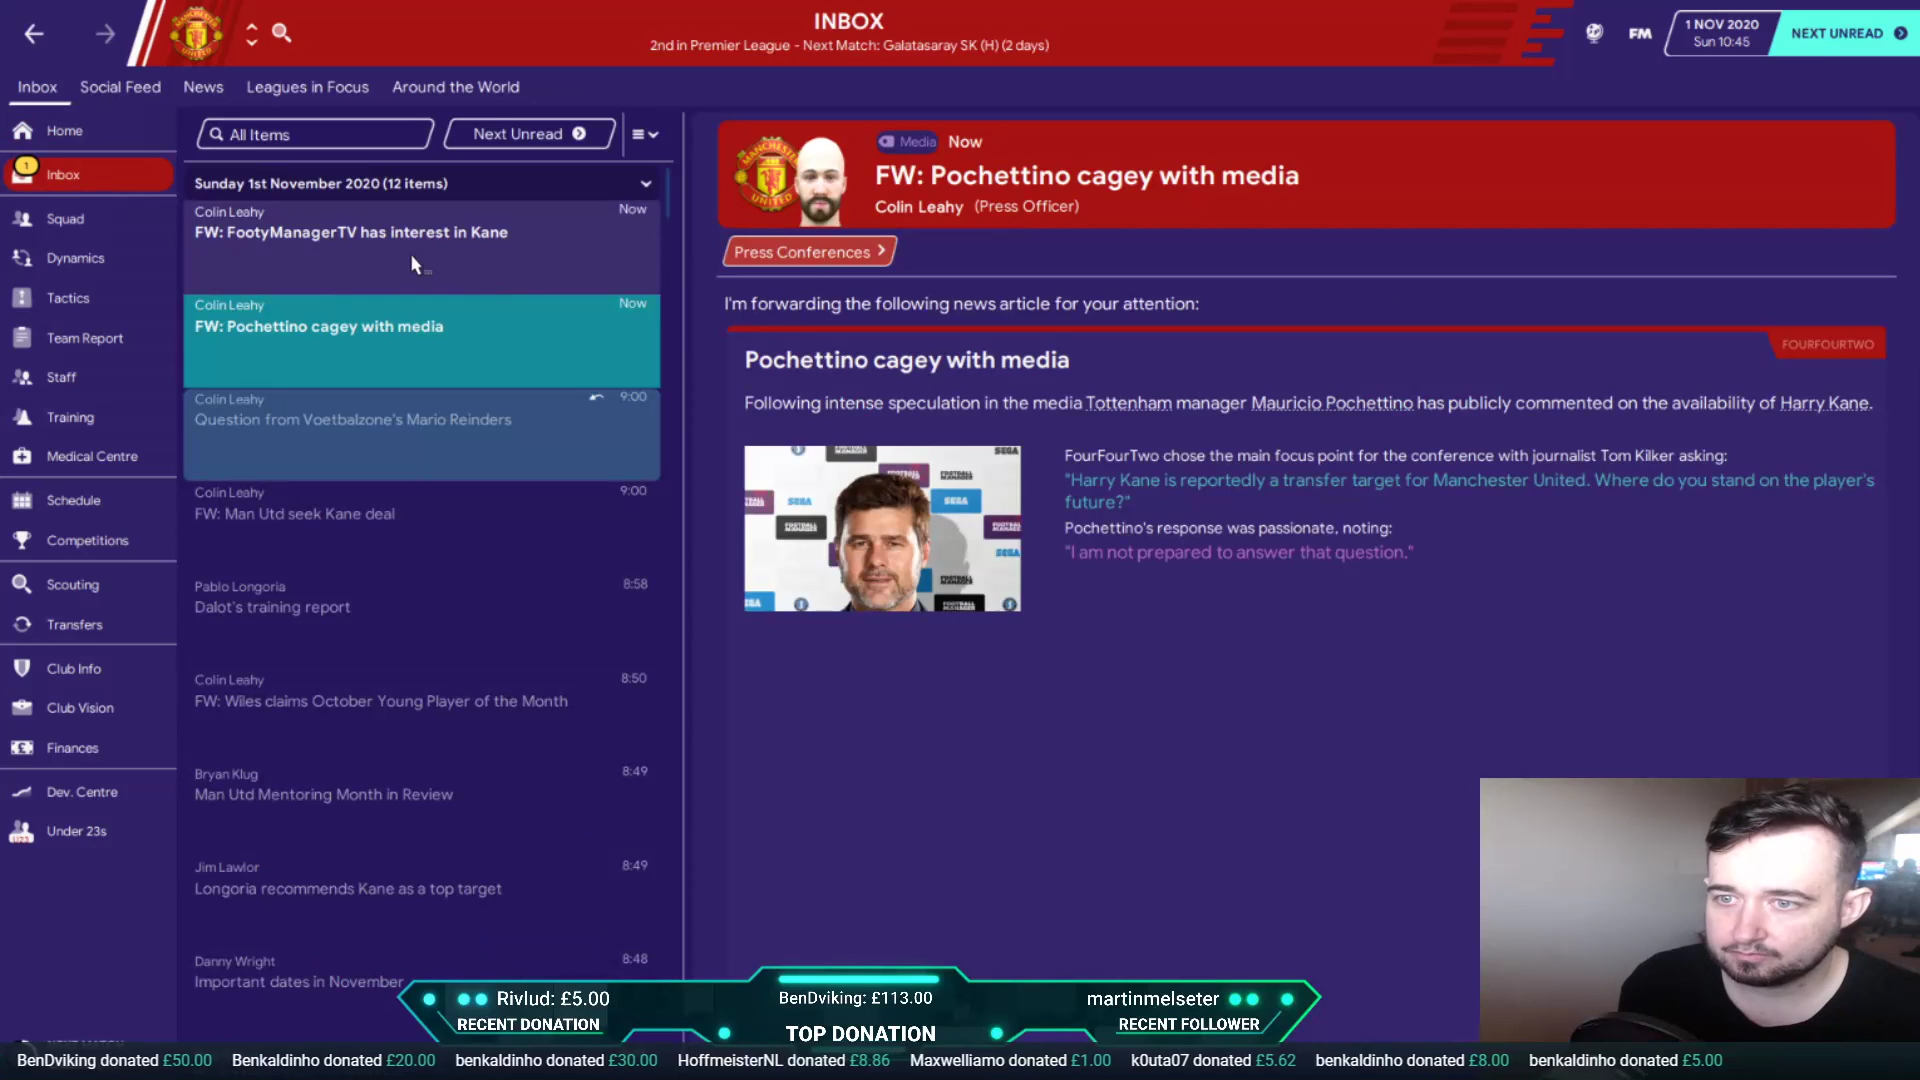 INBOX
2nd in Premier League - Next Match: Galatasaray SK (H) (2 days)
FM
1 NOV 2020
Sun 10:45
NEXT UNREAD
Inbox
Social Feed
News
Leagues in Focus
Around the World
Home
1
Inbox
Squad
Dynamics
Tactics
Team Report
Staff
Training
Medical Centre
Schedule
Competitions
Scouting
Transfers
Club Info
Club Vision
Finances
Dev. Centre
Under 23s
All Items
Next Unread
Sunday 1st November 2020 (12 items)
Colin Leahy Now
FW: FootyManagerTV has interest in Kane
Colin Leahy Now
FW: Pochettino cagey with media
Colin Leahy 9:00
Question from Voetbalzone's Mario Reinders
Colin Leahy 9:00
FW: Man Utd seek Kane deal
Pablo Longoria 8:58
Dalot's training report
Colin Leahy 8:50
FW: Wiles claims October Young Player of the Month
Bryan Klug 8:49
Man Utd Mentoring Month in Review
Jim Lawlor 8:49
Longoria recommends Kane as a top target
Danny Wright 8:48
Important dates in November
Media Now
FW: Pochettino cagey with media
Colin Leahy (Press Officer)
Press Conferences
I'm forwarding the following news article for your attention:
FOURFOURTWO
Pochettino cagey with media
Following intense speculation in the media Tottenham manager Mauricio Pochettino has publicly commented on the availability of Harry Kane.
FourFourTwo chose the main focus point for the conference with journalist Tom Kilker asking:
"Harry Kane is reportedly a transfer target for Manchester United. Where do you stand on the player's
future?"
Pochettino's response was passionate, noting:
"I am not prepared to answer that question."
Rivlud: £5.00
RECENT DONATION
BenDviking: £113.00
TOP DONATION
martinmelseter
RECENT FOLLOWER
BenDviking donated £50.00 Benkaldinho donated £20.00 benkaldinho donated £30.00 HoffmeisterNL donated £8.86 Maxwelliamo donated £1.00 k0uta07 donated £5.62 benkaldinho donated £8.00 benkaldinho donated £5.00